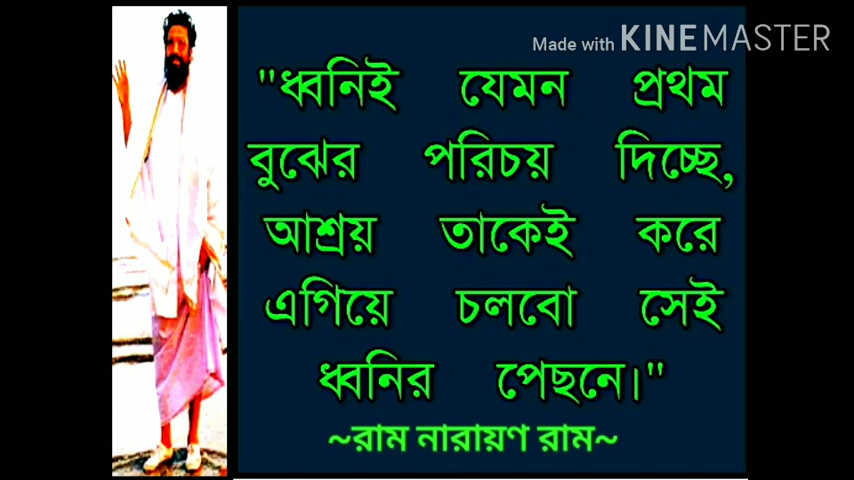 Made with KINEMASTER
"ধ্বনিই যেমন প্রথম
বুঝের পরিচয় দিচ্ছে,
আশ্রয় তাকেই করে
এগিয়ে চলবো সেই
ধ্বনির পেছনে।"
~রাম নারায়ণ রাম~